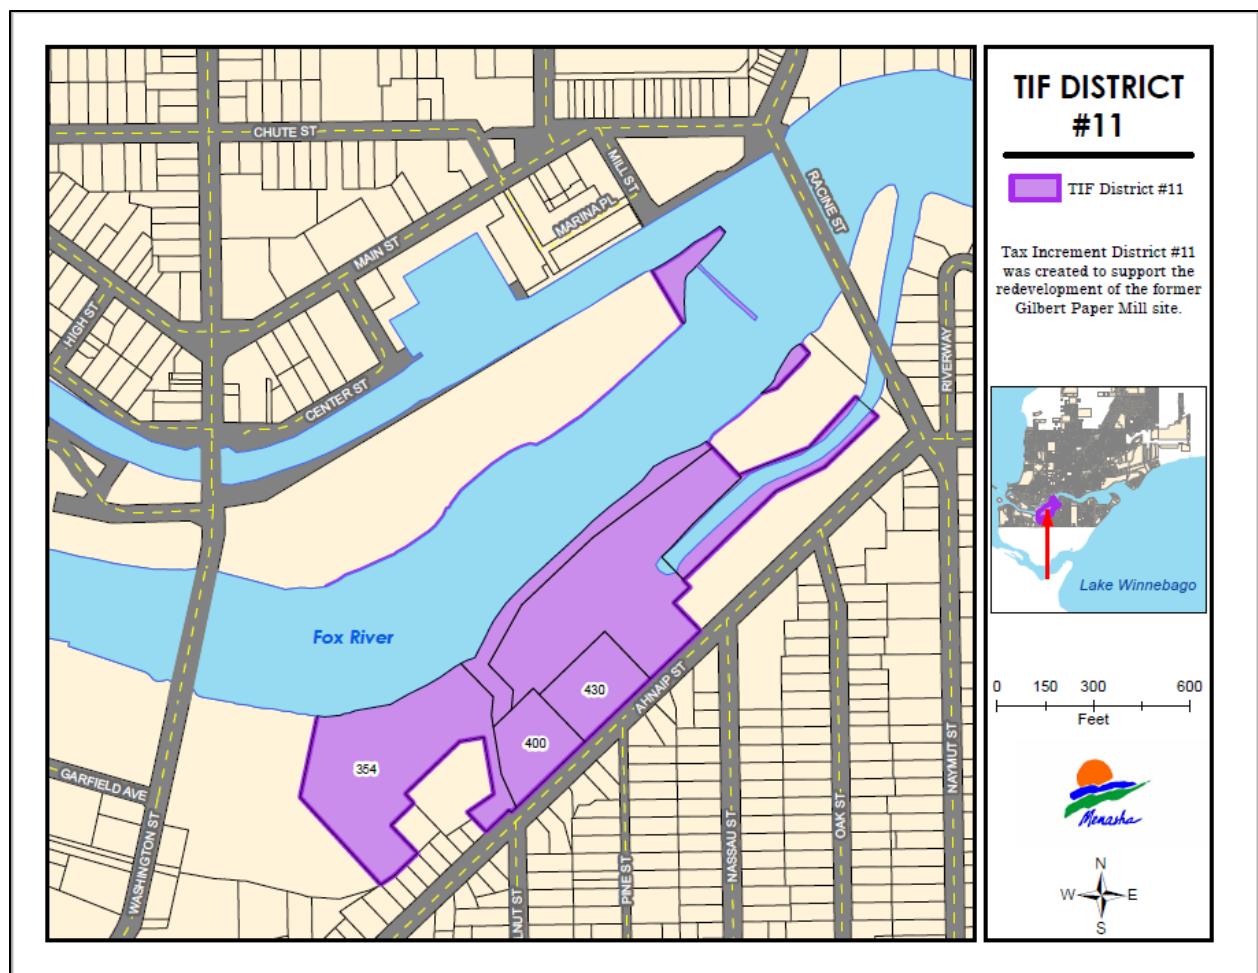 CHUTE ST
MILL ST
MARINA PL
RACINE ST
MAIN ST
HIGH ST
CENTER ST
RIVERWAY
Fox River
430
AHNAIP ST
400
354
GARFIELD AVE
WASHINGTON ST
LNUT ST
PINE ST
NASSAU ST
OAK ST
NAYMUT ST
TIF DISTRICT
#11
TIF District #11
Tax Increment District #11
was created to support the
redevelopment of the former
Gilbert Paper Mill site.
Lake Winnebago
0 150 300 600
Feet
Menasha
N
W E
S